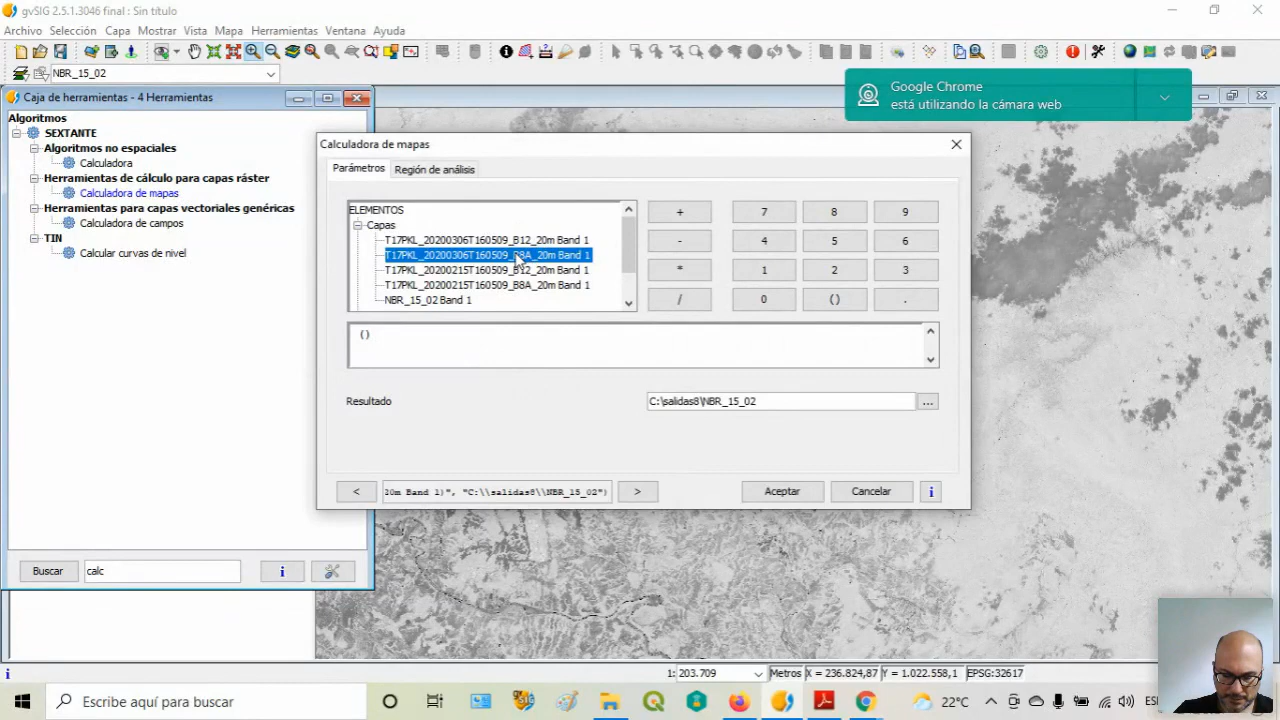 gvSIG 2.5.1.3046 final : Sin título
Archivo Selección Capa Mostrar Vista Mapa Herramientas Ventana Ayuda
NBR_15_02
Google Chrome
está utilizando la cámara web
Caja de herramientas - 4 Herramientas
Algoritmos
SEXTANTE
Algoritmos no espaciales
Calculadora
Herramientas de cálculo para capas ráster
Calculadora de mapas
Herramientas para capas vectoriales genéricas
Calculadora de campos
TIN
Calcular curvas de nivel
Buscar calc
Calculadora de mapas
Parámetros Región de análisis
ELEMENTOS
Capas
T17PKL_20200306T160509_B12_20m Band 1
T17PKL_20200306T160509_B8A_20m Band 1
T17PKL_20200215T160509_B12_20m Band 1
T17PKL_20200215T160509_B8A_20m Band 1
NBR_15_02 Band 1
+ 7 8 9
- 4 5 6
* 1 2 3
/ 0 () .
()
Resultado C:\salidas8\NBR_15_02 ...
< 20m Band 1)", "C:\\salidas8\\NBR_15_02") > Aceptar Cancelar
1: 203.709 Metros X = 236.824,87 Y = 1.022.558,1 EPSG:32617
Escribe aquí para buscar
22°C